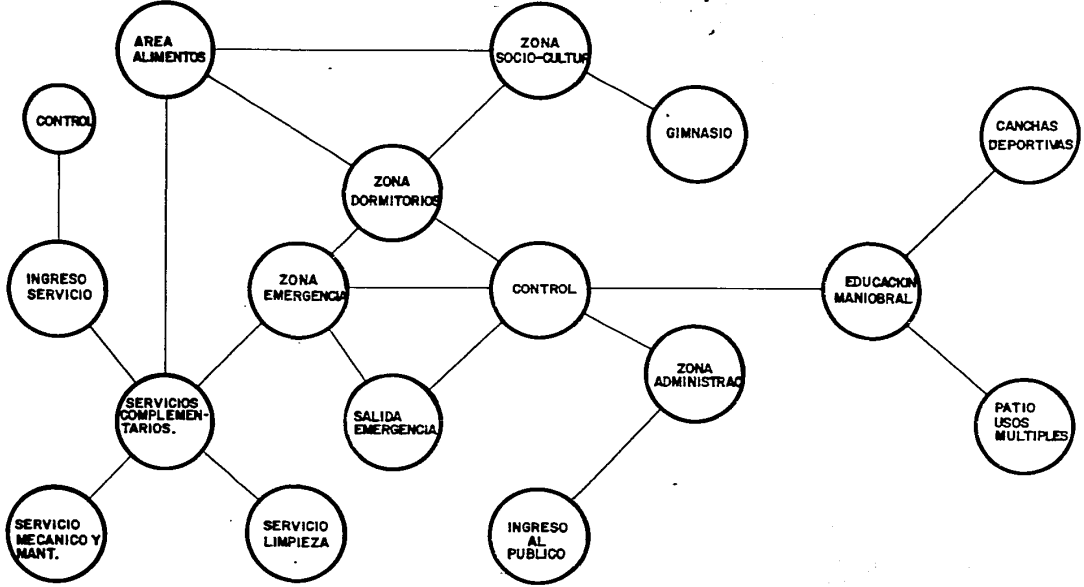 AREA
ALIMENTOS
ZONA
SOCIO-CULTUR
CONTROL
GIMNASIO
CANCHAS
DEPORTIVAS
ZONA
DORMITORIOS
INGRESO
SERVICIO
ZONA
EMERGENCIA
CONTROL
EDUCACION
MANIOBRAL
ZONA
ADMINISTRAC
SERVICIOS
COMPLEMEN-
TARIOS.
SALIDA
EMERGENCIA
PATIO
USOS
MULTIPLES
SERVICIO
MECANICO Y
MANT.
SERVICIO
LIMPIEZA
INGRESO
AL
PUBLICO